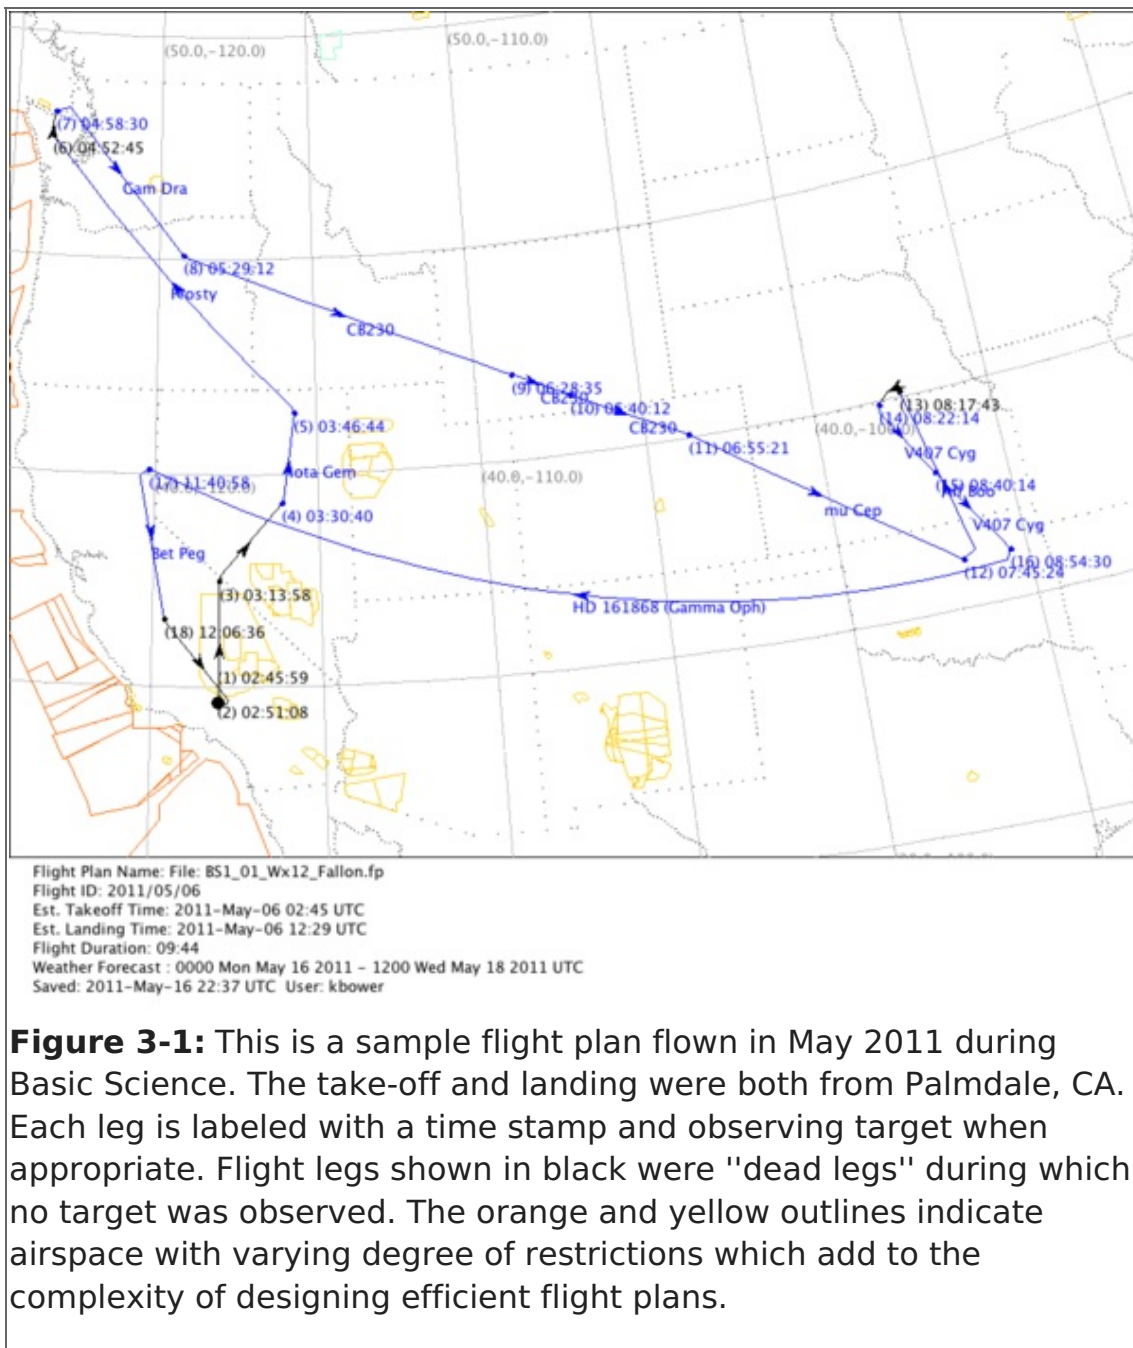 (50.0,-120.0)
(50.0,-110.0)
(7) 04:58:30
(6) 04:52:45
Gam Dra
(8) 05:29:12
Frosty
CB230
(9) 06:28:35
CB230
(10) 06:40:12
CB230
(11) 06:55:21
(13) 08:17:43
(14) 08:22:14
(40.0,-100.0)
(5) 03:46:44
V407 Cyg
Iota Gem
(40.0,-110.0)
(17) 11:40:58
(40.0,-120.0)
(15) 08:40:14
mu Cep
(4) 03:30:40
V407 Cyg
Bet Peg
(16) 08:54:30
(12) 07:45:24
(3) 03:13:58
HD 161868 (Gamma Oph)
(18) 12:06:36
(1) 02:45:59
(2) 02:51:08
Flight Plan Name: File: BS1_01_Wx12_Fallon.fp
Flight ID: 2011/05/06
Est. Takeoff Time: 2011-May-06 02:45 UTC
Est. Landing Time: 2011-May-06 12:29 UTC
Flight Duration: 09:44
Weather Forecast : 0000 Mon May 16 2011 - 1200 Wed May 18 2011 UTC
Saved: 2011-May-16 22:37 UTC User: kbower
Figure 3-1: This is a sample flight plan flown in May 2011 during
Basic Science. The take-off and landing were both from Palmdale, CA.
Each leg is labeled with a time stamp and observing target when
appropriate. Flight legs shown in black were ''dead legs'' during which
no target was observed. The orange and yellow outlines indicate
airspace with varying degree of restrictions which add to the
complexity of designing efficient flight plans.